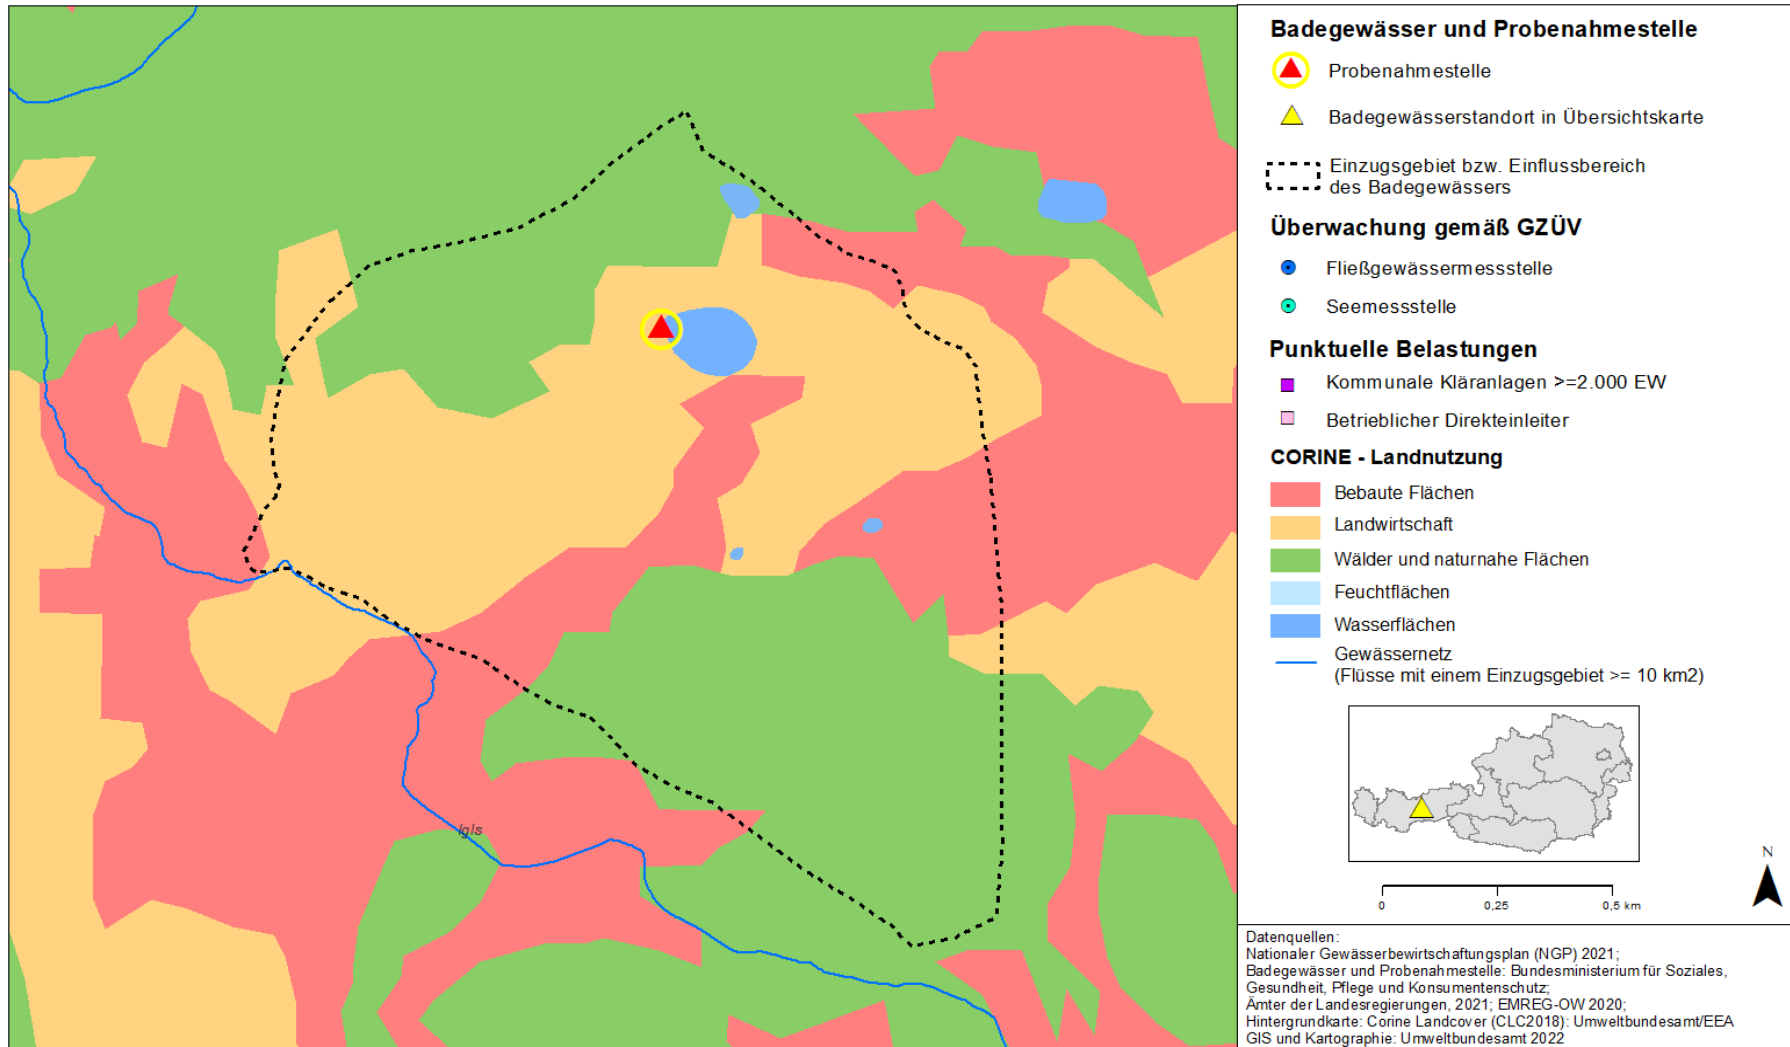 Badegewässer und Probenahmestelle
Probenahmestelle
Badegewässerstandort in Übersichtskarte
Einzugsgebiet bzw. Einflussbereich
des Badegewässers
Überwachung gemäß GZÜV
Fließgewässermessstelle
Seemessstelle
Punktuelle Belastungen
Kommunale Kläranlagen >=2.000 EW
Betrieblicher Direkteinleiter
CORINE - Landnutzung
Bebaute Flächen
Landwirtschaft
Wälder und naturnahe Flächen
Feuchtflächen
Wasserflächen
Gewässernetz
(Flüsse mit einem Einzugsgebiet >= 10 km2)
Igls
N
0 0,25 0,5 km
Datenquellen:
Nationaler Gewässerbewirtschaftungsplan (NGP) 2021;
Badegewässer und Probenahmestelle: Bundesministerium für Soziales,
Gesundheit, Pflege und Konsumentenschutz;
Ämter der Landesregierungen, 2021; EMREG-OW 2020;
Hintergrundkarte: Corine Landcover (CLC2018): Umweltbundesamt/EEA
GIS und Kartographie: Umweltbundesamt 2022